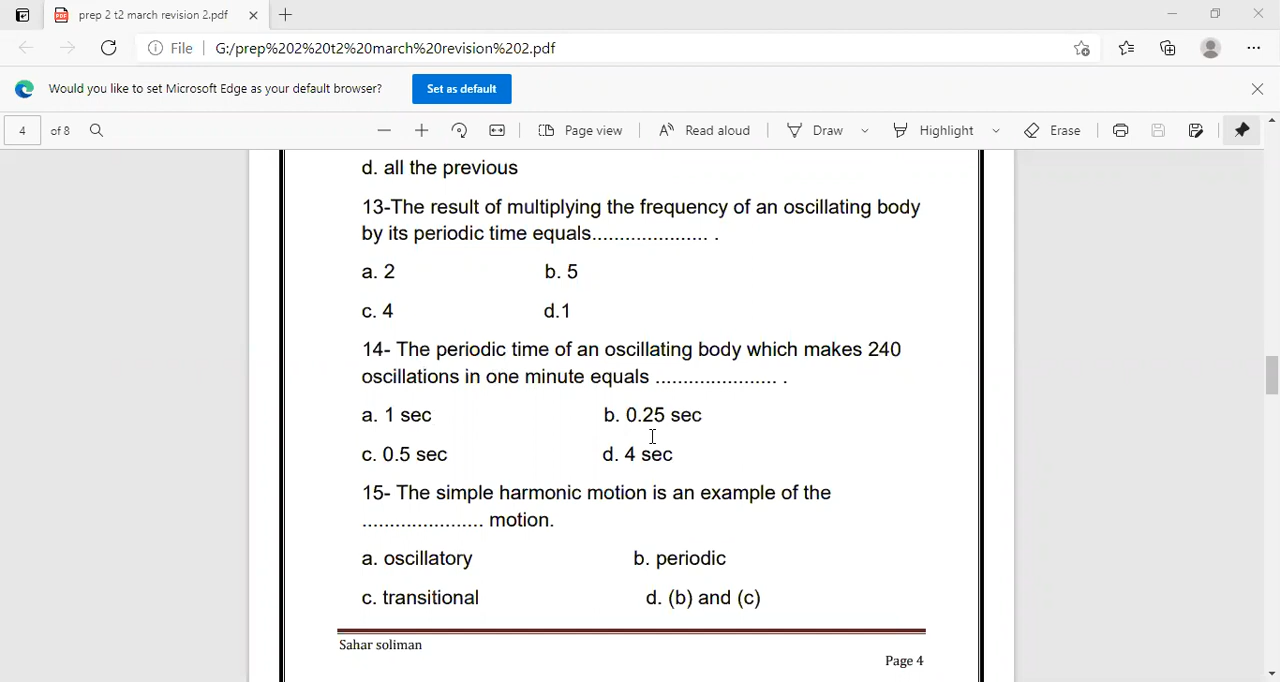 prep 2 t2 march revision 2.pdf
File G:/prep%202%20t2%20march%20revision%202.pdf
Would you like to set Microsoft Edge as your default browser? Set as default
4 of 8 Page view Read aloud Draw Highlight Erase
d. all the previous
13-The result of multiplying the frequency of an oscillating body
by its periodic time equals..................... .
a. 2 b. 5
c. 4 d.1
14- The periodic time of an oscillating body which makes 240
oscillations in one minute equals ...................... .
a. 1 sec b. 0.25 sec
c. 0.5 sec d. 4 sec
15- The simple harmonic motion is an example of the
...................... motion.
a. oscillatory b. periodic
c. transitional d. (b) and (c)
Sahar soliman
Page 4